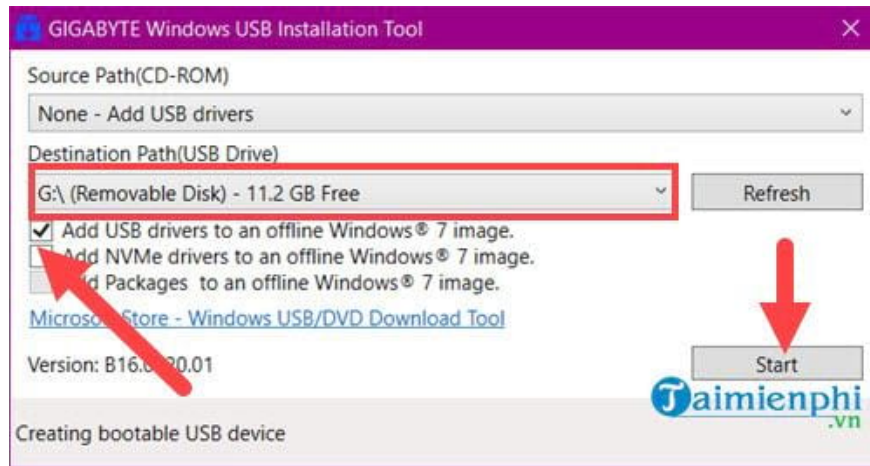 GIGABYTE Windows USB Installation Tool
Source Path(CD-ROM)
None - Add USB drivers
Destination Path(USB Drive)
G:\ (Removable Disk) - 11.2 GB Free
Refresh
Add USB drivers to an offline Windows® 7 image.
Add NVMe drivers to an offline Windows® 7 image.
Packages to an offline Windows® 7 image.
Store - Windows USB/DVD Download Tool
Version:
Start
Taimienphi
.vn
Creating bootable USB device